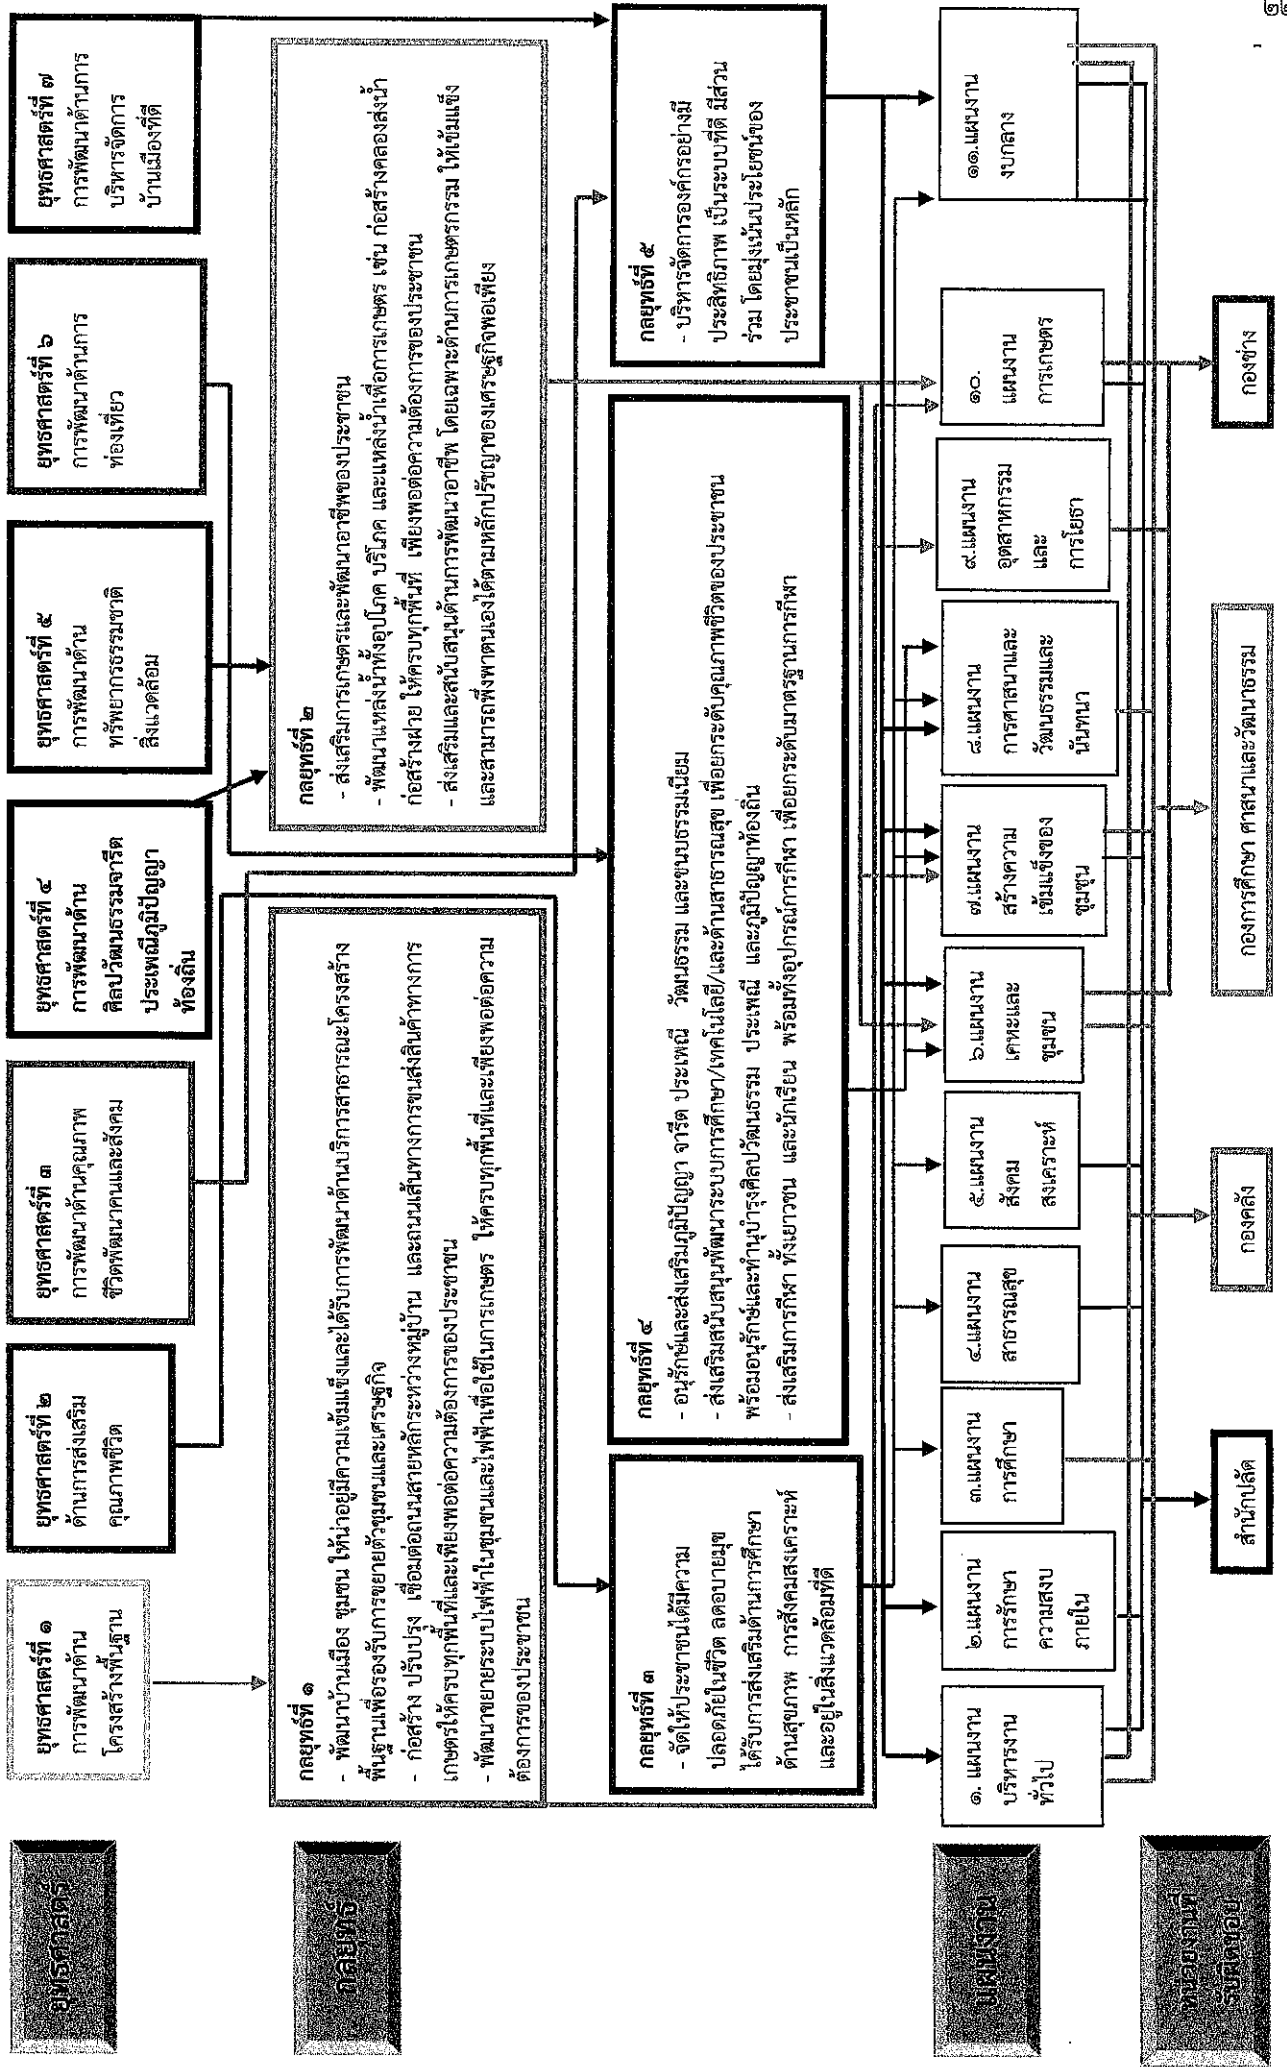 ยุทธศาสตร์
ยุทธศาสตร์ที่ ๑
การพัฒนาด้าน
โครงสร้างพื้นฐาน
ยุทธศาสตร์ที่ ๒
ด้านการส่งเสริม
คุณภาพชีวิต
ยุทธศาสตร์ที่ ๓
การพัฒนาด้านคุณภาพ
ชีวิตพัฒนาคนและสังคม
ยุทธศาสตร์ที่ ๔
การพัฒนาด้าน
ศิลปวัฒนธรรมจารีต
ประเพณีภูมิปัญญา
ท้องถิ่น
ยุทธศาสตร์ที่ ๕
การพัฒนาด้าน
ทรัพยากรธรรมชาติ
สิ่งแวดล้อม
ยุทธศาสตร์ที่ ๖
การพัฒนาด้านการ
ท่องเที่ยว
ยุทธศาสตร์ที่ ๗
การพัฒนาด้านการ
บริหารจัดการ
บ้านเมืองที่ดี
กลยุทธ์
กลยุทธ์ที่ ๑
- พัฒนาบ้านเมือง ชุมชน ให้น่าอยู่มีความเข้มแข็งและได้รับการพัฒนาด้านบริการสาธารณะโครงสร้าง
พื้นฐานเพื่อรองรับการขยายตัวชุมชนและเศรษฐกิจ
- ก่อสร้าง ปรับปรุง เชื่อมต่อถนนสายหลักระหว่างหมู่บ้าน และถนนเส้นทางการขนส่งสินค้าทางการ
เกษตรให้ครบทุกพื้นที่และเพียงพอต่อความต้องการของประชาชน
- พัฒนาขยายระบบไฟฟ้าในชุมชนและไฟฟ้าเพื่อใช้ในการเกษตร ให้ครบทุกพื้นที่และเพียงพอต่อความ
ต้องการของประชาชน
กลยุทธ์ที่ ๒
- ส่งเสริมการเกษตรและพัฒนาอาชีพของประชาชน
- พัฒนาแหล่งน้ำทั้งอุปโภค บริโภค และแหล่งน้ำเพื่อการเกษตร เช่น ก่อสร้างคลองส่งน้ำ
ก่อสร้างฝาย ให้ครบทุกพื้นที่ เพียงพอต่อความต้องการของประชาชน
- ส่งเสริมและสนับสนุนด้านการพัฒนาอาชีพ โดยเฉพาะด้านการเกษตรกรรม ให้เข้มแข็ง
และสามารถพึ่งพาตนเองได้ตามหลักปรัชญาของเศรษฐกิจพอเพียง
กลยุทธ์ที่ ๓
- จัดให้ประชาชนได้มีความ
ปลอดภัยในชีวิต ลดอบายมุข
ได้รับการส่งเสริมด้านการศึกษา
ด้านสุขภาพ การสังคมสงเคราะห์
และอยู่ในสิ่งแวดล้อมที่ดี
กลยุทธ์ที่ ๔
- อนุรักษ์และส่งเสริมภูมิปัญญา จารีต ประเพณี วัฒนธรรม และขนบธรรมเนียม
- ส่งเสริมสนับสนุนพัฒนาระบบการศึกษา/เทคโนโลยี/และด้านสาธารณสุข เพื่อยกระดับคุณภาพชีวิตของประชาชน
พร้อมอนุรักษ์และทำนุบำรุงศิลปวัฒนธรรม ประเพณี และภูมิปัญญาท้องถิ่น
- ส่งเสริมการกีฬา ทั้งเยาวชน และนักเรียน พร้อมทั้งอุปกรณ์การกีฬา เพื่อยกระดับมาตรฐานการกีฬา
กลยุทธ์ที่ ๕
- บริหารจัดการองค์กรอย่างมี
ประสิทธิภาพ เป็นระบบที่ดี มีส่วน
ร่วม โดยมุ่งเน้นประโยชน์ของ
ประชาชนเป็นหลัก
แผนงาน
๑. แผนงาน
บริหารงาน
ทั่วไป
๒.แผนงาน
การรักษา
ความสงบ
ภายใน
๓.แผนงาน
การศึกษา
๔.แผนงาน
สาธารณสุข
๕.แผนงาน
สังคม
สงเคราะห์
๖.แผนงาน
เคหะและ
ชุมชน
๗.แผนงาน
สร้างความ
เข้มแข็งของ
ชุมชน
๘.แผนงาน
การศาสนาและ
วัฒนธรรมและ
นันทนา
๙.แผนงาน
อุตสาหกรรม
และ
การโยธา
๑๐.
แผนงาน
การเกษตร
๑๑.แผนงาน
งบกลาง
หน่วยงานที่
รับผิดชอบ
สำนักปลัด
กองคลัง
กองการศึกษา ศาสนาและวัฒนาธรรม
กองช่าง
๒๒